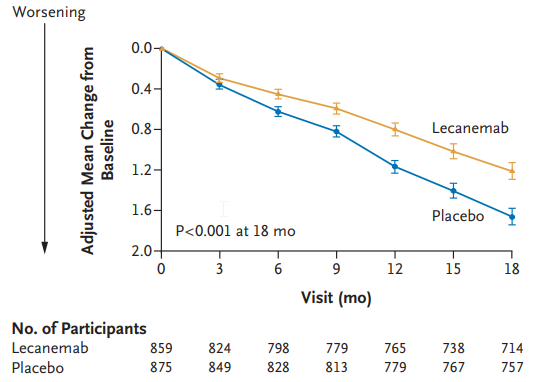 Worsening
Adjusted Mean Change from
Baseline
0.0
0.4
0.8
1.2
1.6
2.0
Lecanemab
Placebo
P<0.001 at 18 mo
0 3 6 9 12 15 18
Visit (mo)
No. of Participants
Lecanemab 859 824 798 779 765 738 714
Placebo 875 849 828 813 779 767 757